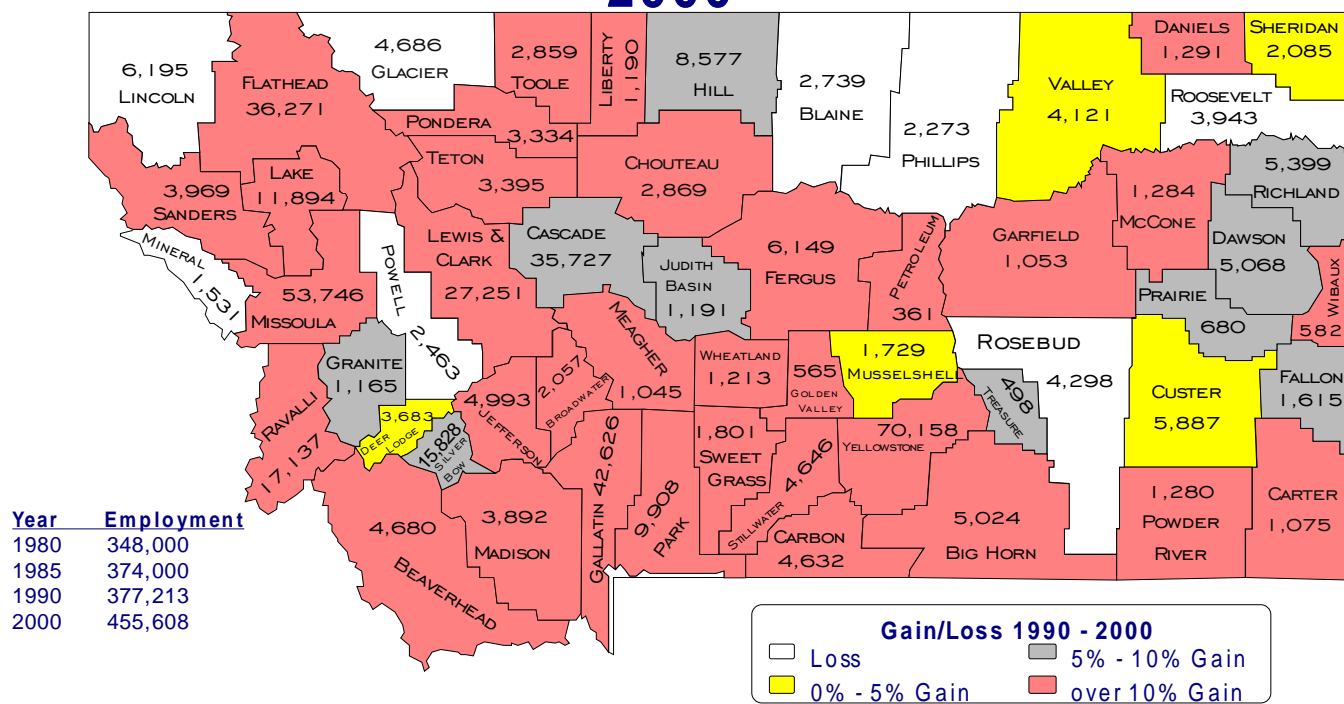 2000
6,195
LINCOLN
FLATHEAD
36,271
4,686
GLACIER
2,859
TOOLE
LIBERTY
1,190
8,577
HILL
2,739
BLAINE
2,273
PHILLIPS
VALLEY
4,121
DANIELS
1,291
SHERIDAN
2,085
ROOSEVELT
3,943
PONDERA
3,334
TETON
3,395
CHOUTEAU
2,869
LAKE
11,894
3,969
SANDERS
MINERAL
1,531
53,746
MISSOULA
POWELL
2,463
LEWIS &
CLARK
27,251
CASCADE
35,727
JUDITH
BASIN
1,191
6,149
FERGUS
PETROLEUM
361
GARFIELD
1,053
1,284
MCCONE
5,399
RICHLAND
DAWSON
5,068
WIBAUX
582
PRAIRIE
680
GRANITE
1,165
RAVALLI
17,137
3,683
DEER
LODGE
15,828
SILVER
BOW
4,993
JEFFERSON
2,057
BROADWATER
MEAGHER
1,045
WHEATLAND
1,213
565
GOLDEN
VALLEY
1,729
MUSSELSHELL
ROSEBUD
4,298
498
TREASURE
CUSTER
5,887
FALLON
1,615
4,680
BEAVERHEAD
3,892
MADISON
GALLATIN 42,626
9,908
PARK
1,801
SWEET
GRASS
STILLWATER 4,646
70,158
YELLOWSTONE
CARBON
4,632
5,024
BIG HORN
1,280
POWDER
RIVER
CARTER
1,075
Year Employment
1980 348,000
1985 374,000
1990 377,213
2000 455,608
Gain/Loss 1990 - 2000
Loss 5% - 10% Gain
0% - 5% Gain over 10% Gain